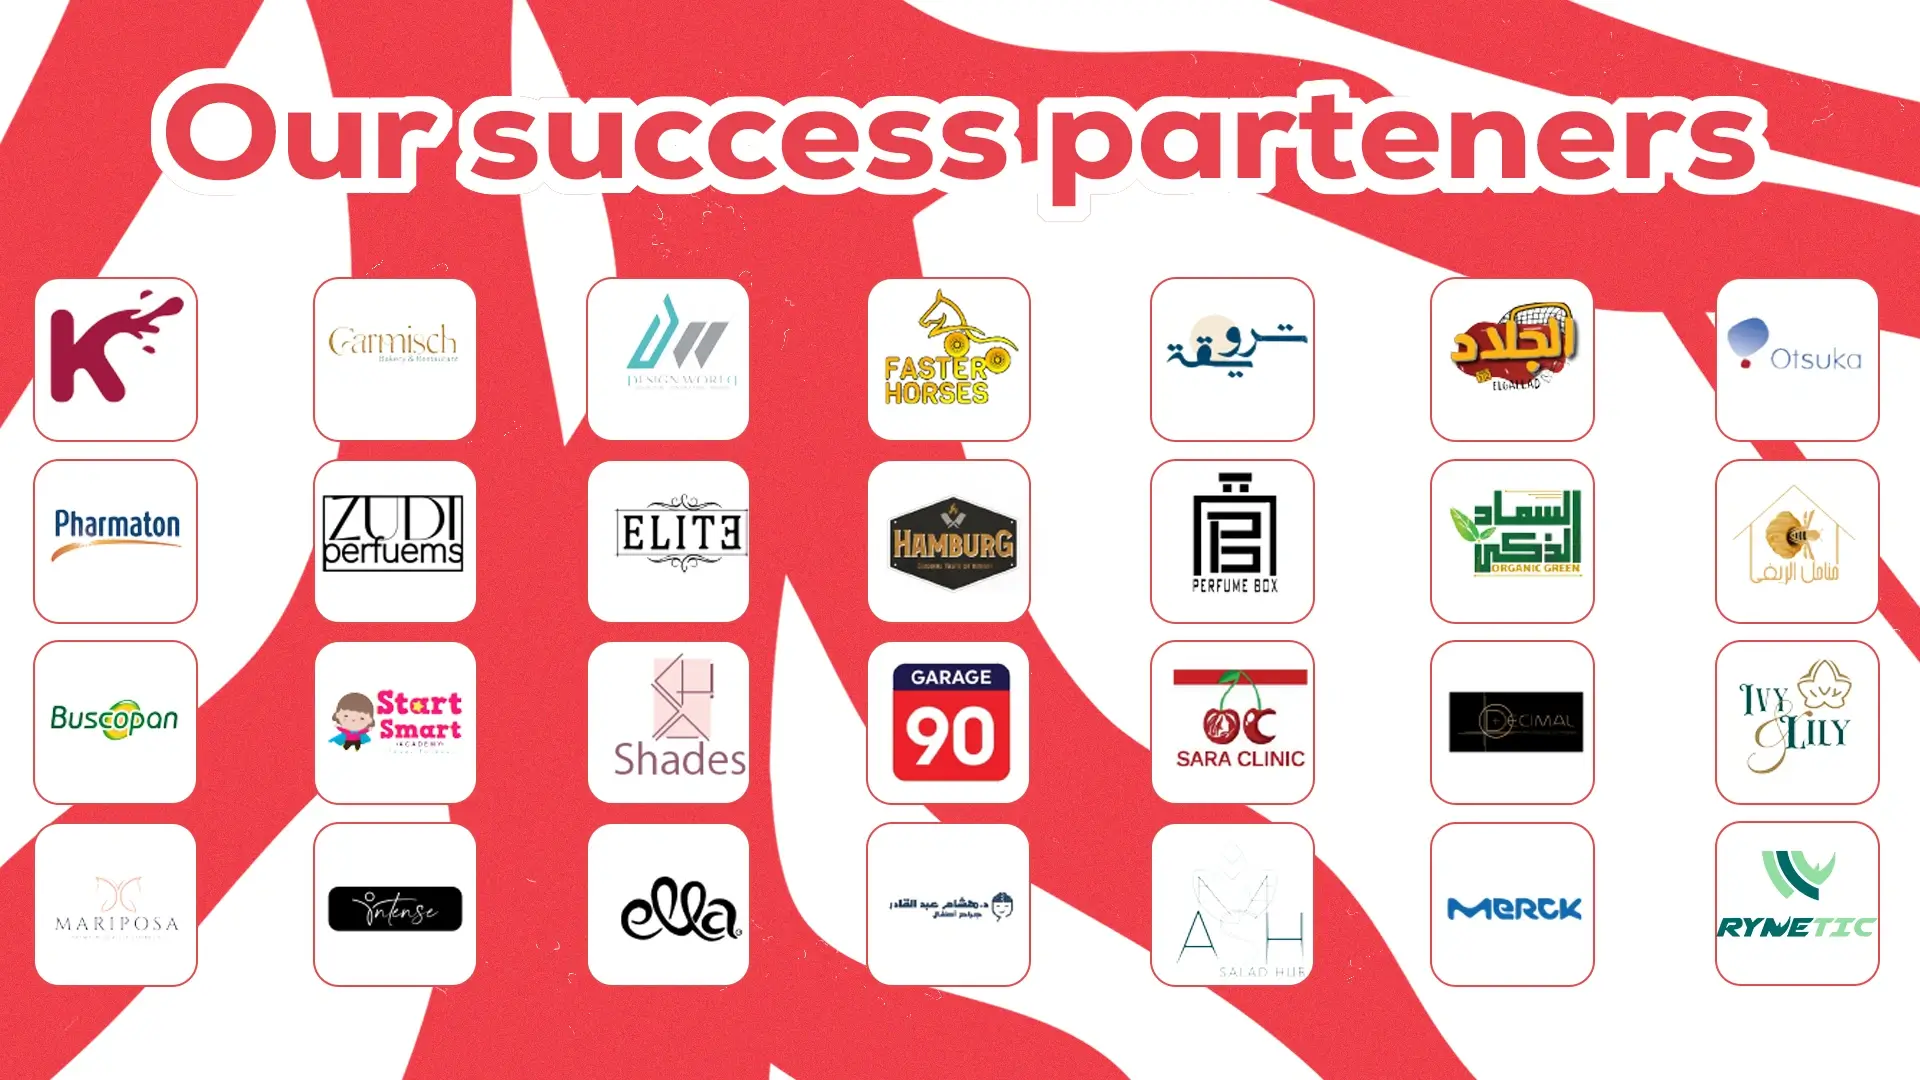 Our success parteners
K
Garmisch
Bakery & Restaurant
DESIGN WORLD
FASTER
HORSES
ترويقة
الجلاد
ELGALLAD
Otsuka
Pharmaton
ZUDI
perfuems
ELITE
HAMBURG
PERFUME BOX
السماد
الذكي
ORGANIC GREEN
مناحل الريفي
Buscopan
Start
Smart
ACADEMY
Shades
GARAGE
90
SARA CLINIC
DECIMAL
IVY
& LILY
MARIPOSA
intense
ella
د.هشام عبد القادر
جراحة أطفال
A H
SALAD HUB
MERCK
RYNETIC